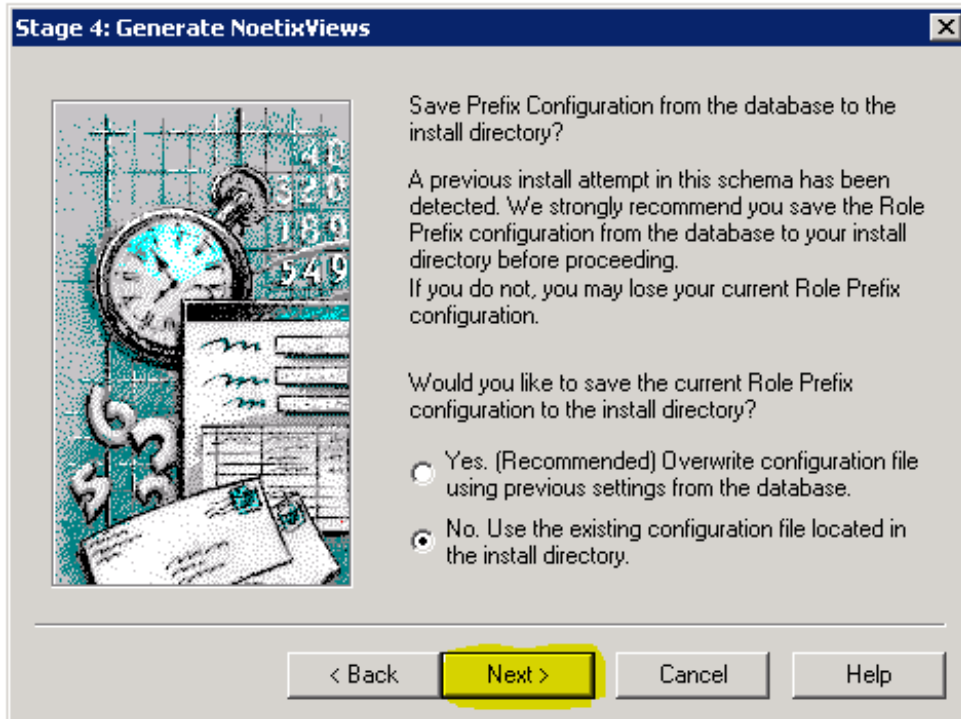 Stage 4: Generate NoetixViews
40
320
189
549
Save Prefix Configuration from the database to the
install directory?
A previous install attempt in this schema has been
detected. We strongly recommend you save the Role
Prefix configuration from the database to your install
directory before proceeding.
If you do not, you may lose your current Role Prefix
configuration.
Would you like to save the current Role Prefix
configuration to the install directory?
Yes. (Recommended) Overwrite configuration file
using previous settings from the database.
No. Use the existing configuration file located in
the install directory.
< Back
Next >
Cancel
Help